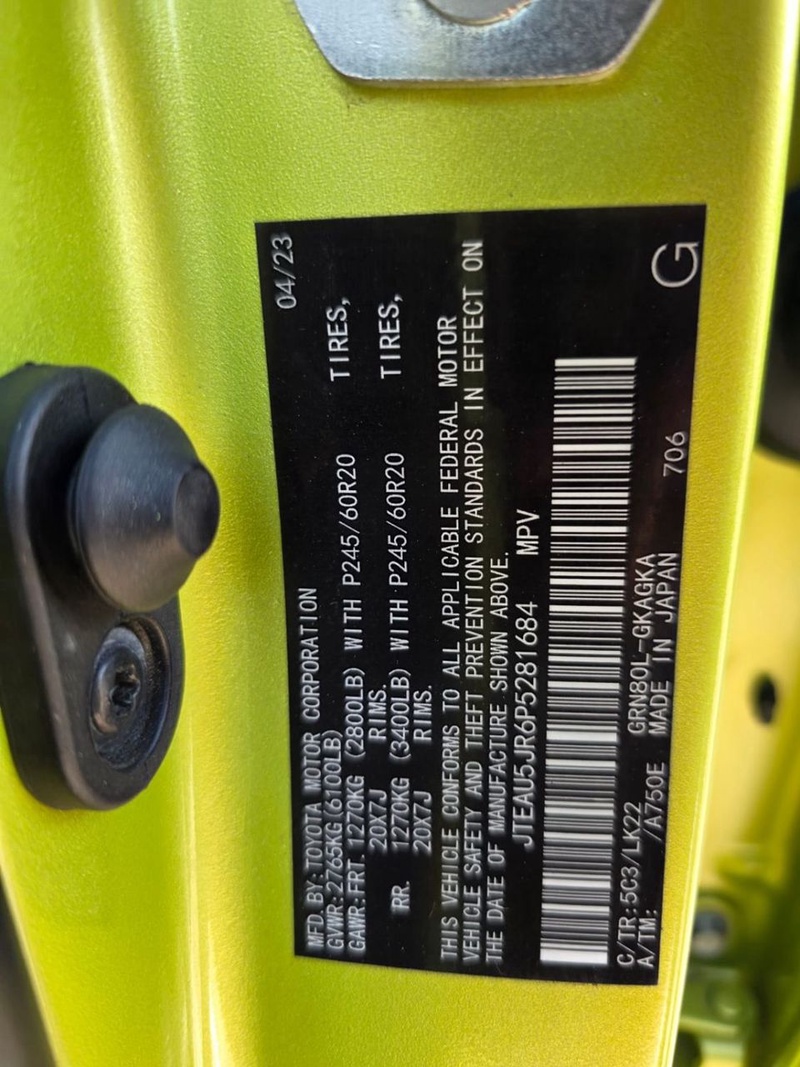 04/23
MFD. BY: TOYOTA MOTOR CORPORATION
GVWR: 2765KG (6100LB)
GAWR: FRT. 1270KG (2800LB) WITH P245/60R20 TIRES,
20X7J RIMS.
RR. 1270KG (3400LB) WITH P245/60R20 TIRES,
20X7J RIMS.
THIS VEHICLE CONFORMS TO ALL APPLICABLE FEDERAL MOTOR
VEHICLE SAFETY AND THEFT PREVENTION STANDARDS IN EFFECT ON
THE DATE OF MANUFACTURE SHOWN ABOVE.
JTEAU5JR6P5281684 MPV
C/TR: 5C3/LK22 GRN80L-GKAGKA 706
A/TM: /A750E MADE IN JAPAN G